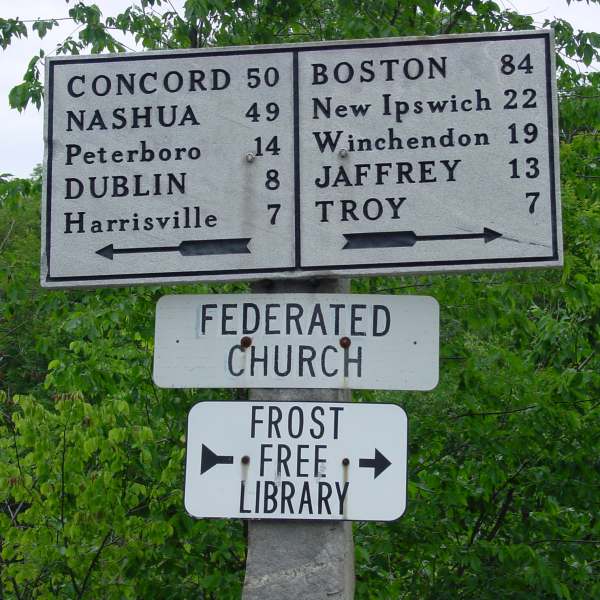 CONCORD 50
NASHUA 49
Peterboro 14
DUBLIN 8
Harrisville 7
BOSTON 84
New Ipswich 22
Winchendon 19
JAFFREY 13
TROY 7
FEDERATED
CHURCH
FROST
FREE
LIBRARY